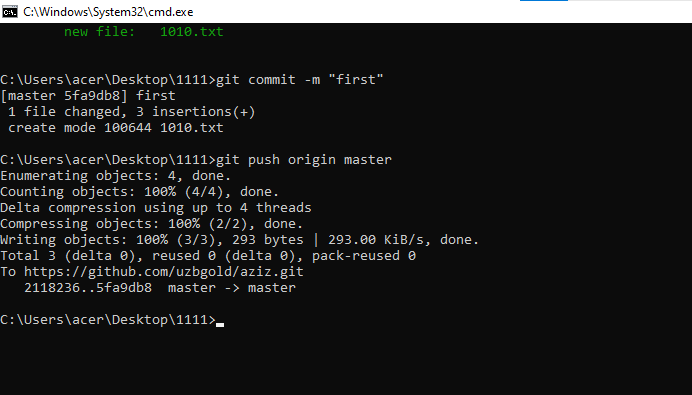 C:\Windows\System32\cmd.exe
new file:   1010.txt
C:\Users\acer\Desktop\1111>git commit -m "first"
[master 5fa9db8] first
1 file changed, 3 insertions(+)
create mode 100644 1010.txt
C:\Users\acer\Desktop\1111>git push origin master
Enumerating objects: 4, done.
Counting objects: 100% (4/4), done.
Delta compression using up to 4 threads
Compressing objects: 100% (2/2), done.
Writing objects: 100% (3/3), 293 bytes | 293.00 KiB/s, done.
Total 3 (delta 0), reused 0 (delta 0), pack-reused 0
To https://github.com/uzbgold/aziz.git
2118236..5fa9db8  master -> master
C:\Users\acer\Desktop\1111>